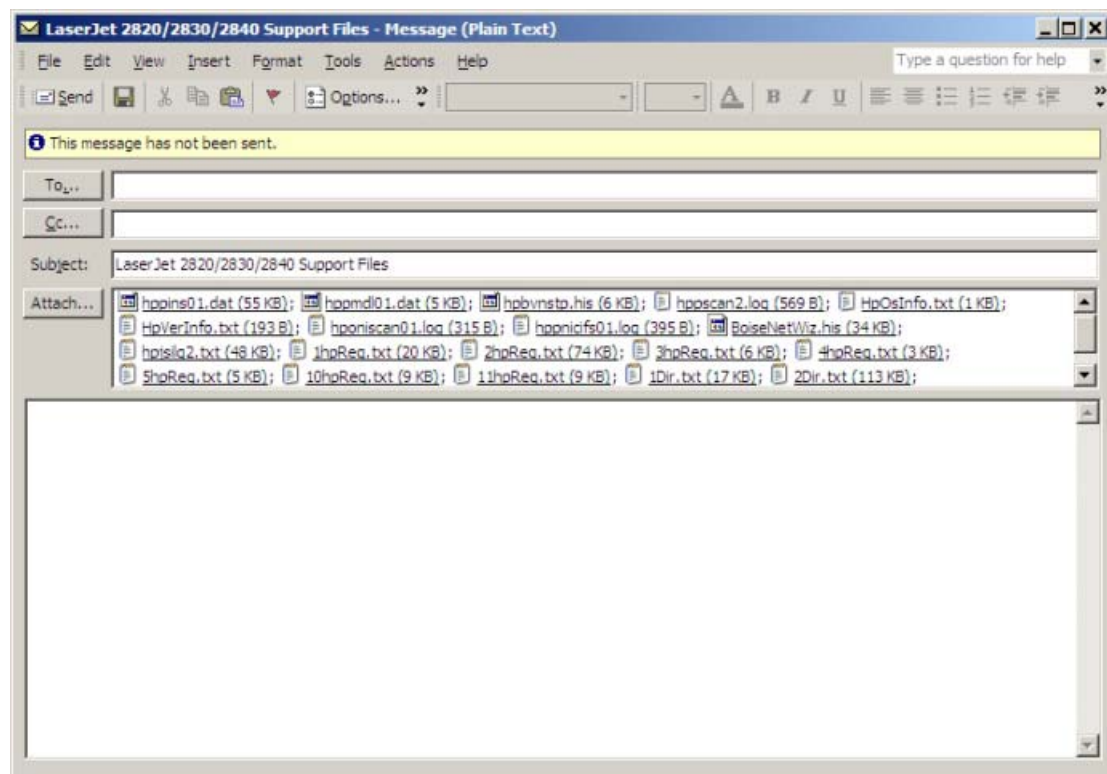 LaserJet 2820/2830/2840 Support Files - Message (Plain Text)
File Edit View Insert Format Tools Actions Help Type a question for help
Send Options... A B I U
This message has not been sent.
To...
Cc...
Subject: LaserJet 2820/2830/2840 Support Files
Attach... hppins01.dat (55 KB); hppmdl01.dat (5 KB); hpbvnstp.his (6 KB); hppscan2.log (569 B); HpOsInfo.txt (1 KB);
HpVerInfo.txt (193 B); hponiscan01.log (315 B); hppnicifs01.log (395 B); BoiseNetWiz.his (34 KB);
hptsilg2.txt (48 KB); 1hpReg.txt (20 KB); 2hpReg.txt (74 KB); 3hpReg.txt (6 KB); 4hpReg.txt (3 KB);
5hpReg.txt (5 KB); 10hpReg.txt (9 KB); 11hpReg.txt (9 KB); 1Dir.txt (17 KB); 2Dir.txt (113 KB);